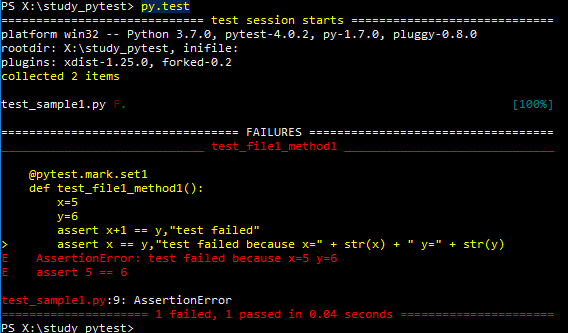 PS X:\study_pytest> py.test
============================= test session starts =============================
platform win32 -- Python 3.7.0, pytest-4.0.2, py-1.7.0, pluggy-0.8.0
rootdir: X:\study_pytest, inifile:
plugins: xdist-1.25.0, forked-0.2
collected 2 items

test_sample1.py F. [100%]

================================== FAILURES ===================================
______________________________ test_file1_method1 ______________________________

    @pytest.mark.set1
    def test_file1_method1():
        x=5
        y=6
        assert x+1 == y,"test failed"
>       assert x == y,"test failed because x=" + str(x) + " y=" + str(y)
E    AssertionError: test failed because x=5 y=6
E    assert 5 == 6

test_sample1.py:9: AssertionError
===================== 1 failed, 1 passed in 0.04 seconds ======================
PS X:\study_pytest>